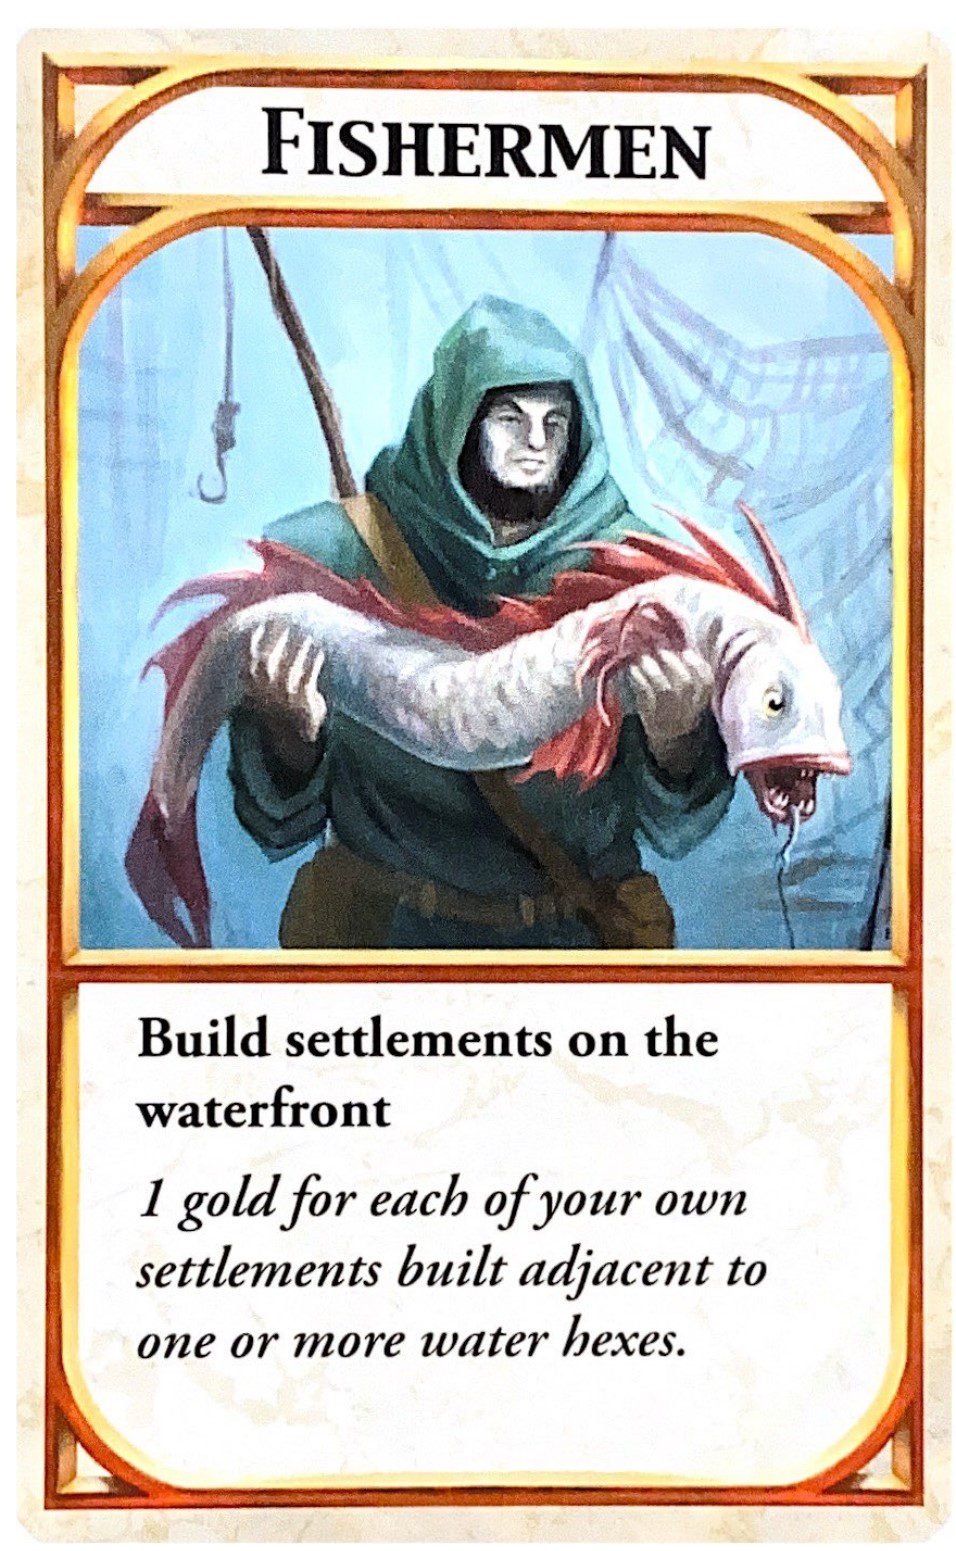 FISHERMEN
Build settlements on the
waterfront
1 gold for each of your own
settlements built adjacent to
one or more water hexes.